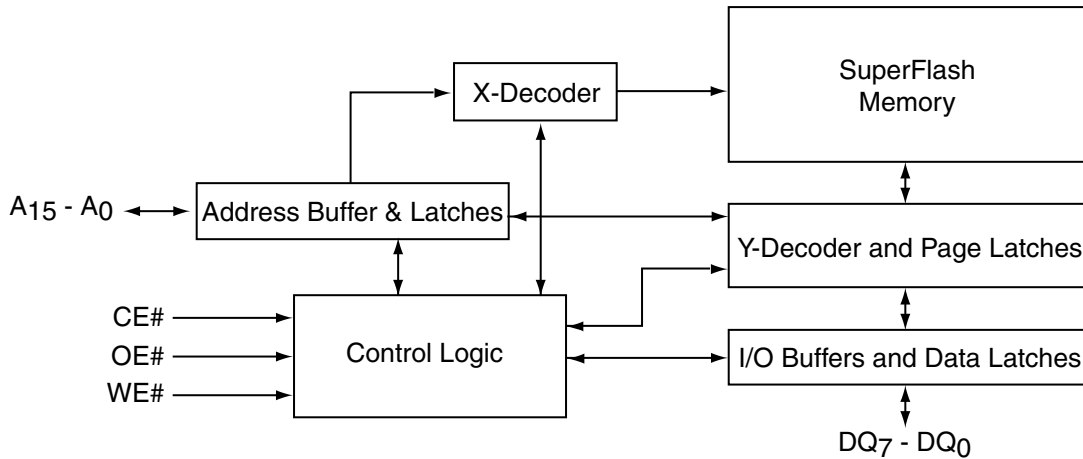 SuperFlash
Memory
X-Decoder
A15 - A0
Address Buffer & Latches
Y-Decoder and Page Latches
CE#
OE#
WE#
Control Logic
I/O Buffers and Data Latches
DQ7 - DQ0